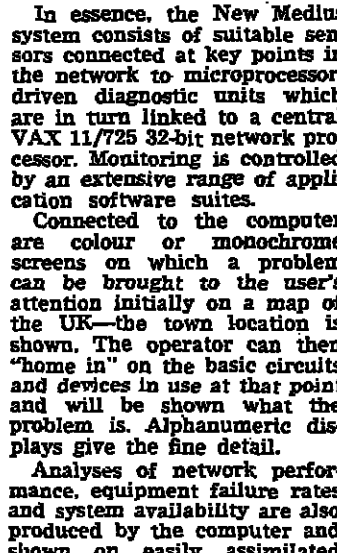 In essence, the New Medlus
system consists of suitable sen
sors connected at key points in
the network to microprocessor
driven diagnostic units which
are in turn linked to a central
VAX 11/725 32-bit network pro
cessor. Monitoring is controlled
by an extensive range of appli
cation software suites.
Connected to the computer
are colour or monochrome
screens on which a problem
can be brought to the user's
attention initially on a map of
the UK—the town location is
shown. The operator can then
"home in" on the basic circuits
and devices in use at that point
and will be shown what the
problem is. Alphanumeric dis
plays give the fine detail.
Analyses of network perfor
mance, equipment failure rates
and system availability are also
produced by the computer and
shown on easily assimilated